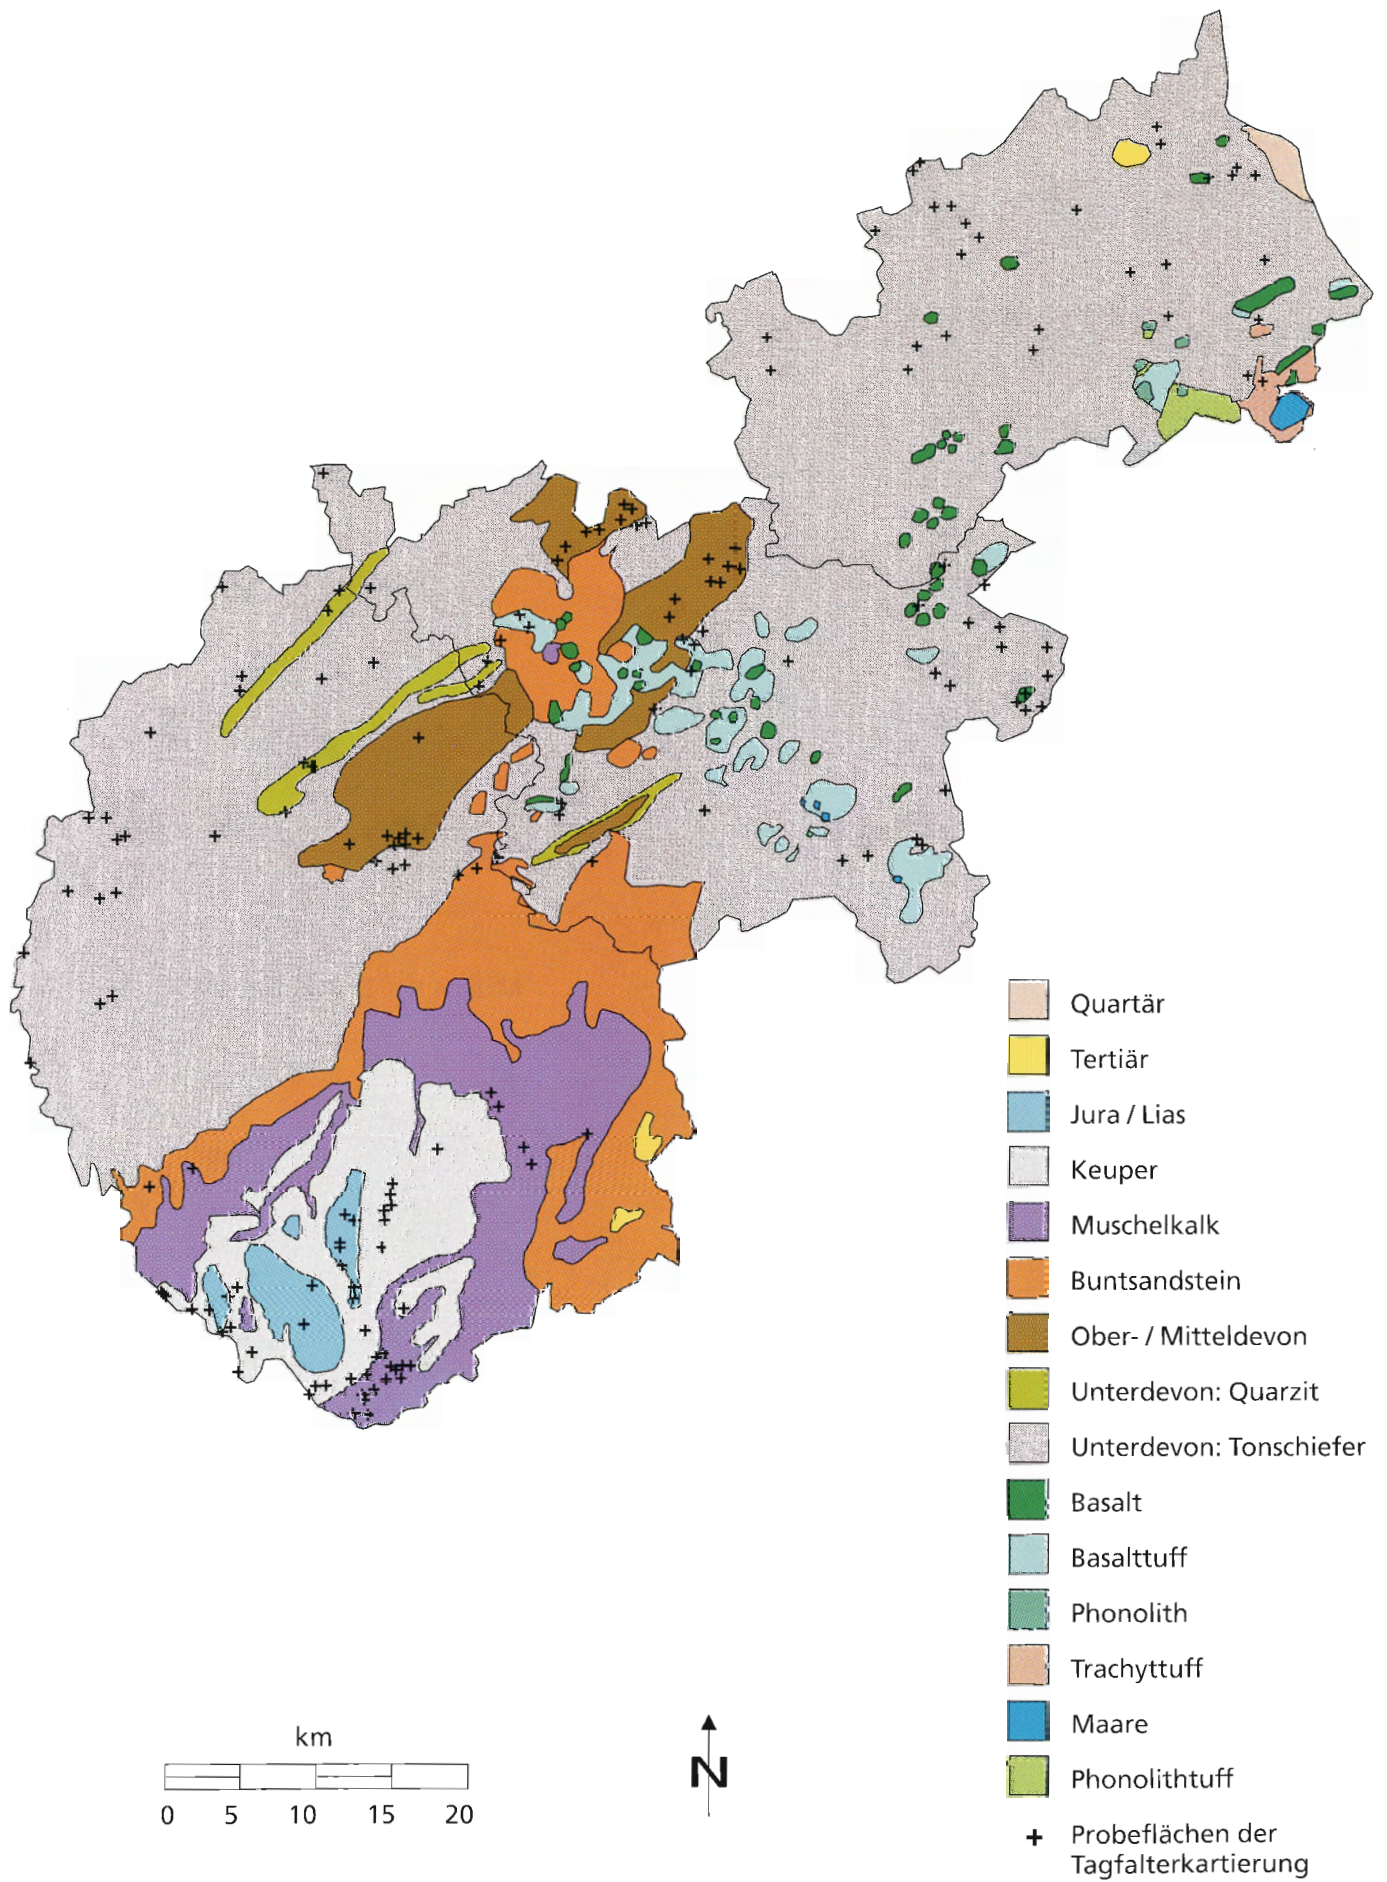 Quartär
Tertiär
Jura / Lias
Keuper
Muschelkalk
Buntsandstein
Ober- / Mitteldevon
Unterdevon: Quarzit
Unterdevon: Tonschiefer
Basalt
Basalttuff
Phonolith
Trachyttuff
Maare
Phonolithtuff
Probeflächen der
Tagfalterkartierung
km
0 5 10 15 20
N